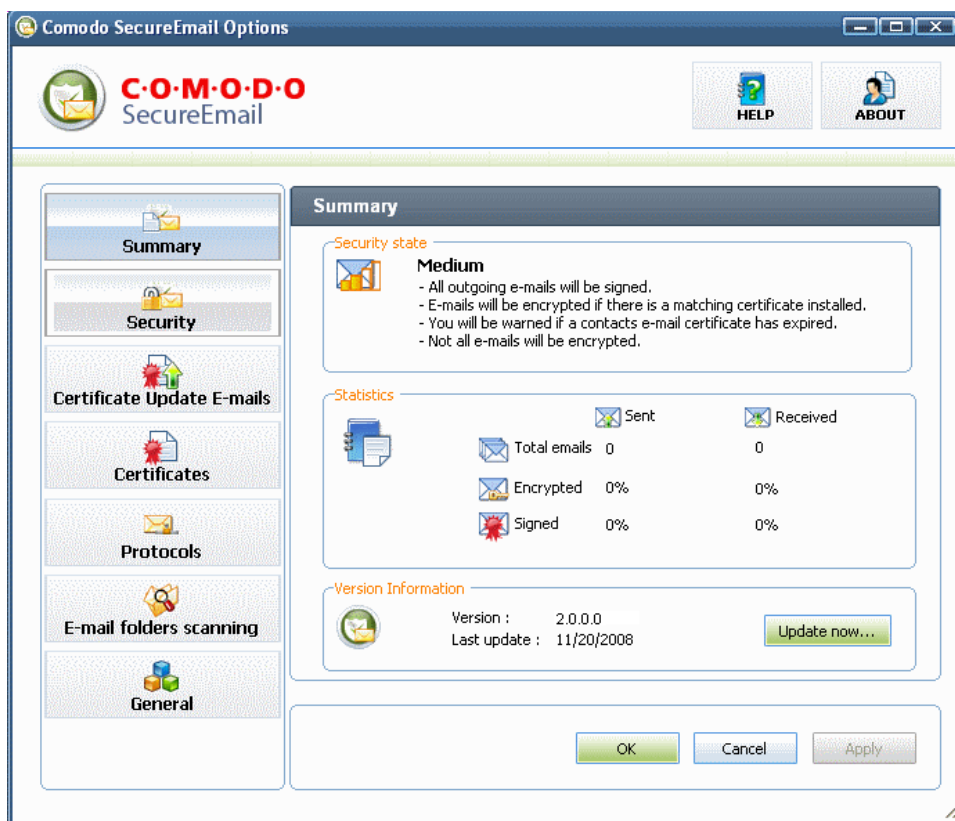 Comodo SecureEmail Options
C·O·M·O·D·O
SecureEmail
HELP
ABOUT
Summary
Security
Certificate Update E-mails
Certificates
Protocols
E-mail folders scanning
General
Summary
Security state
Medium
- All outgoing e-mails will be signed.
- E-mails will be encrypted if there is a matching certificate installed.
- You will be warned if a contacts e-mail certificate has expired.
- Not all e-mails will be encrypted.
Statistics
Sent Received
Total emails 0 0
Encrypted 0% 0%
Signed 0% 0%
Version Information
Version : 2.0.0.0
Last update : 11/20/2008
Update now...
OK Cancel Apply